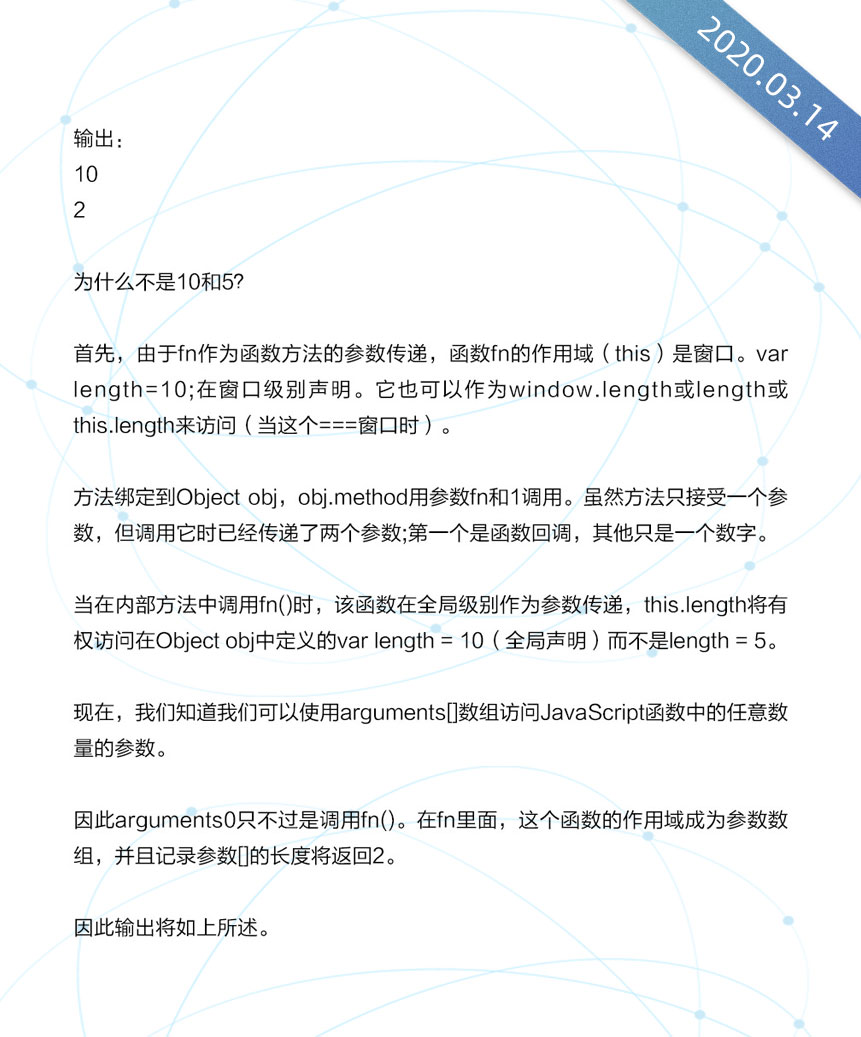 2020.03.14
输出：
10
2
为什么不是10和5?
首先，由于fn作为函数方法的参数传递，函数fn的作用域（this）是窗口。var
length=10;在窗口级别声明。它也可以作为window.length或length或
this.length来访问（当这个===窗口时）。
方法绑定到Object obj，obj.method用参数fn和1调用。虽然方法只接受一个参
数，但调用它时已经传递了两个参数;第一个是函数回调，其他只是一个数字。
当在内部方法中调用fn()时，该函数在全局级别作为参数传递，this.length将有
权访问在Object obj中定义的var length = 10（全局声明）而不是length = 5。
现在，我们知道我们可以使用arguments[]数组访问JavaScript函数中的任意数
量的参数。
因此arguments0只不过是调用fn()。在fn里面，这个函数的作用域成为参数数
组，并且记录参数[]的长度将返回2。
因此输出将如上所述。